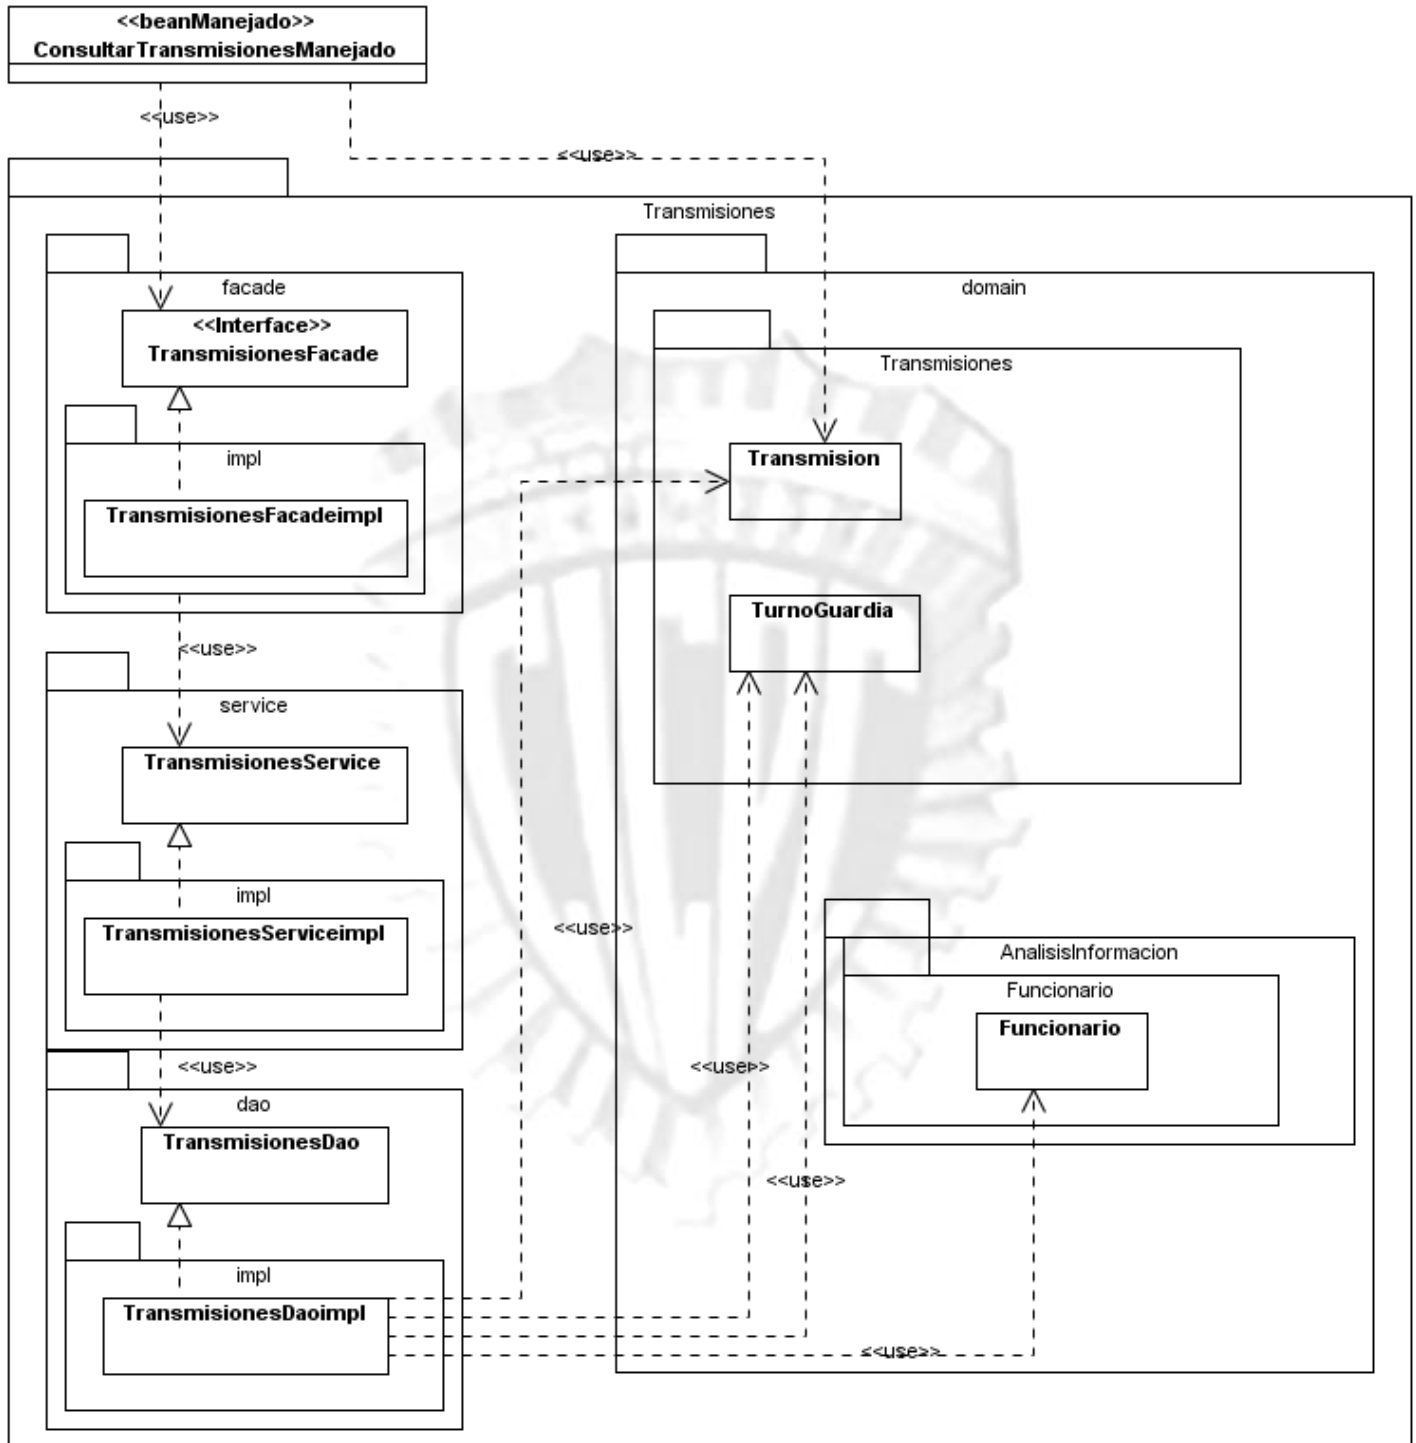 <<beanManejado>>
ConsultarTransmisionesManejado
<<use>>
<<use>>
Transmisiones
facade
domain
<<Interface>>
TransmisionesFacade
Transmisiones
impl
Transmision
TransmisionesFacadeimpl
TurnoGuardia
<<use>>
service
TransmisionesService
impl
TransmisionesServiceimpl
<<use>>
AnalisisInformacion
Funcionario
Funcionario
<<use>>
<<use>>
dao
TransmisionesDao
<<use>>
impl
TransmisionesDaoimpl
<<use>>